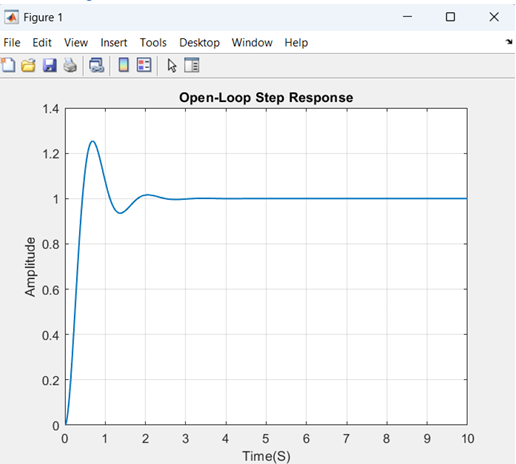 Figure 1
File Edit View Insert Tools Desktop Window Help
Open-Loop Step Response
1.4
1.2
1
0.8
0.6
0.4
0.2
0
Amplitude
0 1 2 3 4 5 6 7 8 9 10
Time(S)